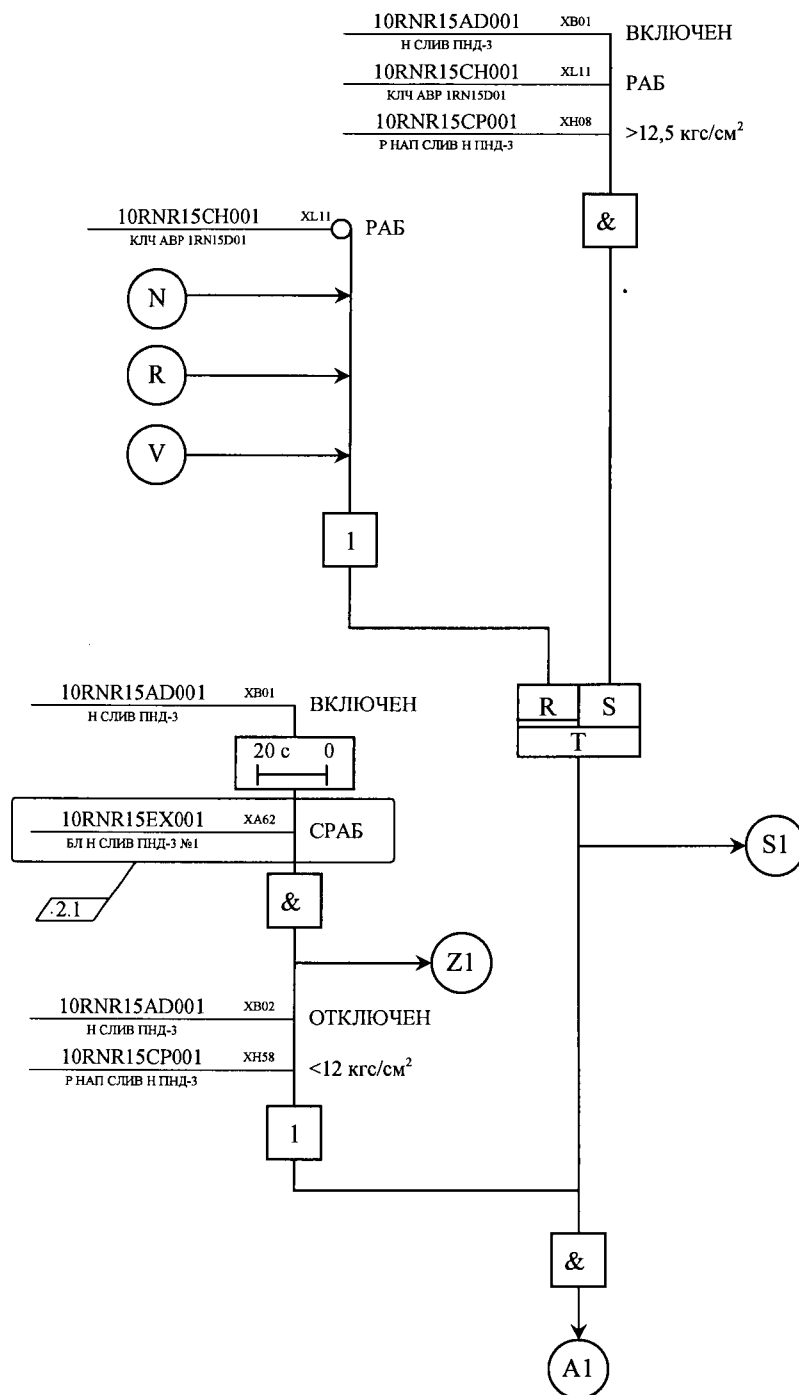 10RNR15AD001 XB01 ВКЛЮЧЕН
Н СЛИВ ПНД-3
10RNR15CH001 XL11 РАБ
КЛЧ АВР 1RN15D01
10RNR15CP001 XH08 >12,5 кгс/см²
Р НАП СЛИВ Н ПНД-3
&
10RNR15CH001 XL11 РАБ
КЛЧ АВР 1RN15D01
N
R
V
1
R S
T
10RNR15AD001 XB01 ВКЛЮЧЕН
Н СЛИВ ПНД-3
20 с 0
10RNR15EX001 XA62 СРАБ
БЛ Н СЛИВ ПНД-3 №1
S1
2.1
&
Z1
10RNR15AD001 XB02 ОТКЛЮЧЕН
Н СЛИВ ПНД-3
10RNR15CP001 XH58 <12 кгс/см²
Р НАП СЛИВ Н ПНД-3
1
&
A1